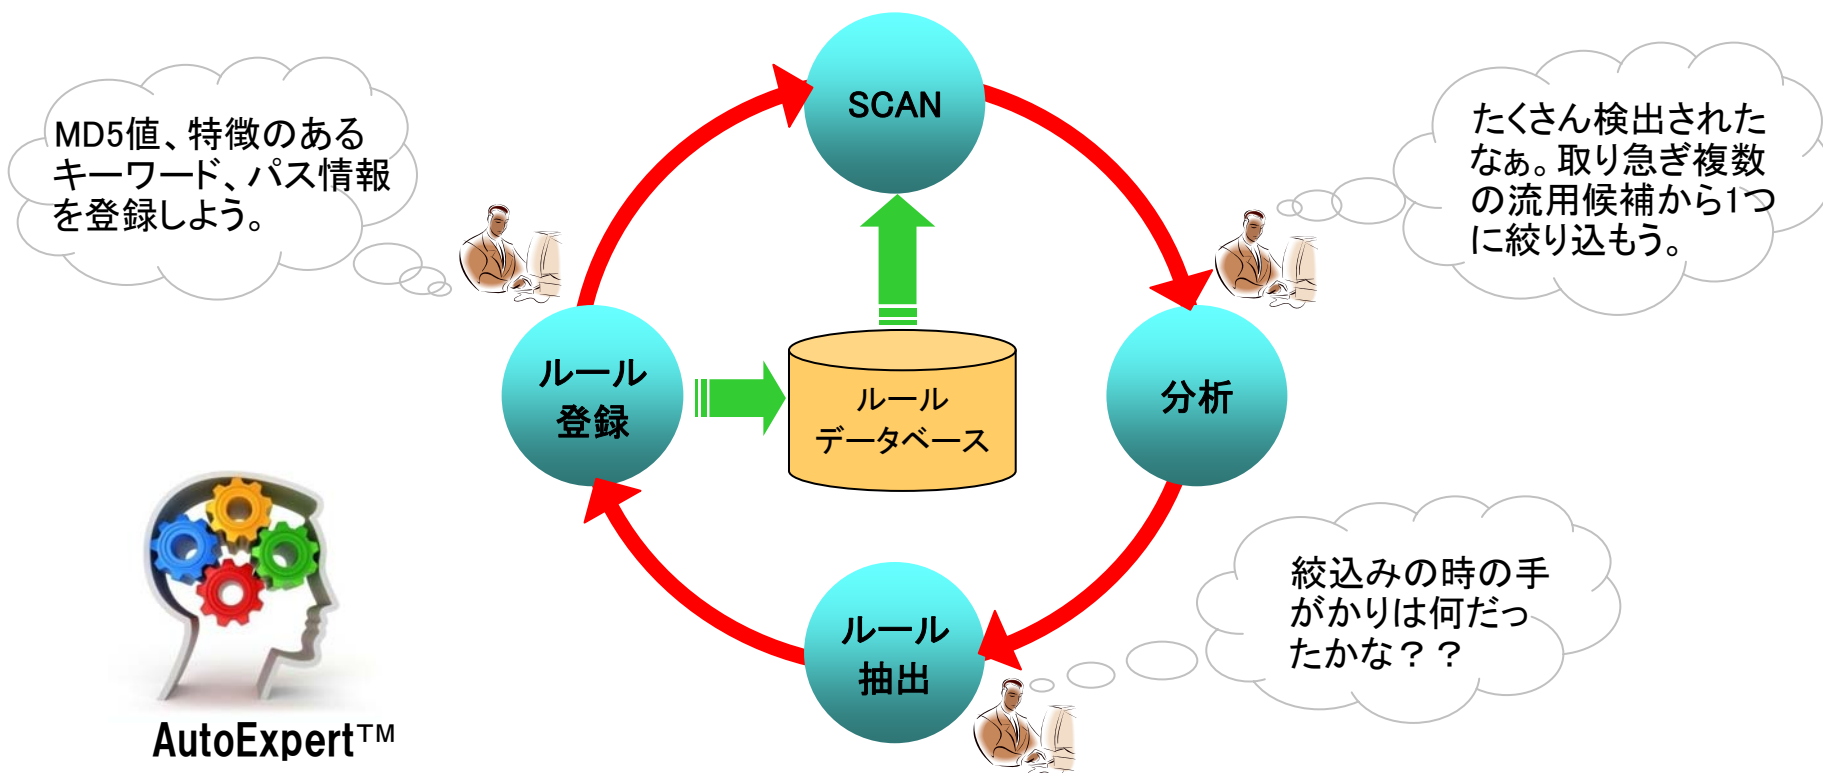 SCAN
MD5値、特徴のある
キーワード、パス情報
を登録しよう。
たくさん検出された
なぁ。取り急ぎ複数
の流用候補から1つ
に絞り込もう。
ルール
登録
ルール
データベース
分析
絞込みの時の手
がかりは何だっ
たかな？？
ルール
抽出
AutoExpert™